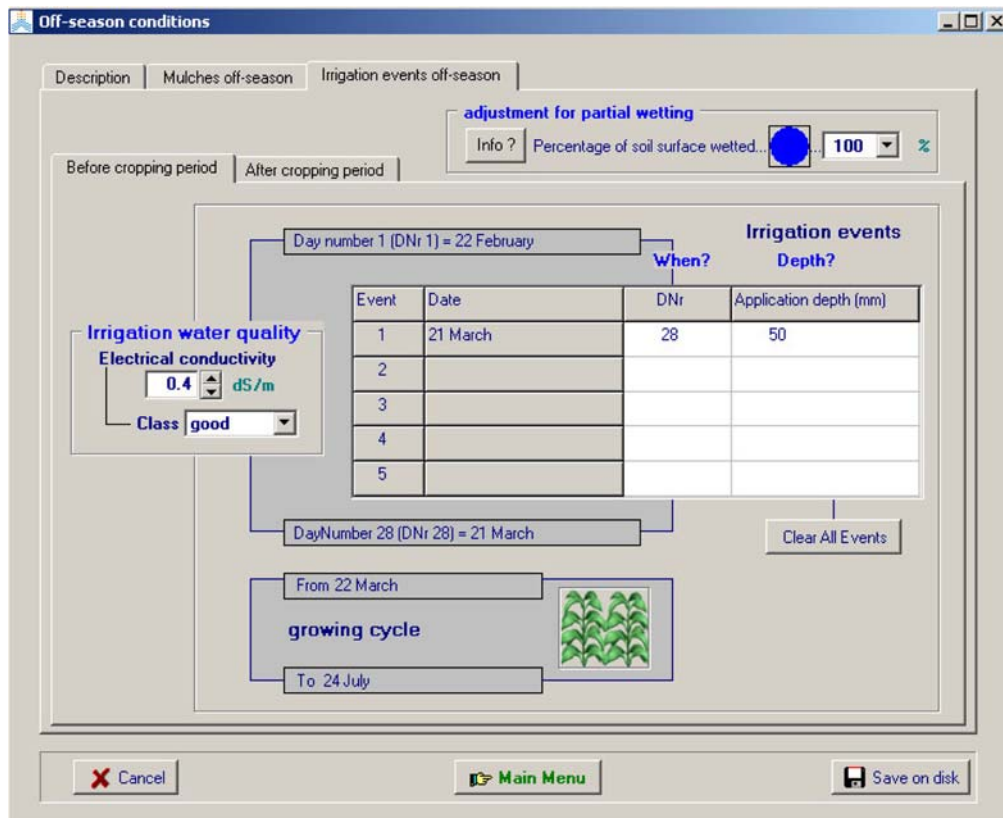 Off-season conditions
Description Mulches off-season Irrigation events off-season
adjustment for partial wetting
Info ? Percentage of soil surface wetted... ... 100 %
Before cropping period After cropping period
Day number 1 (DNr 1) = 22 February
Irrigation events
When? Depth?
Event Date DNr Application depth (mm)
1 21 March 28 50
2
3
4
5
Irrigation water quality
Electrical conductivity
0.4 dS/m
Class good
DayNumber 28 (DNr 28) = 21 March
Clear All Events
From 22 March
growing cycle
To 24 July
Cancel Main Menu Save on disk